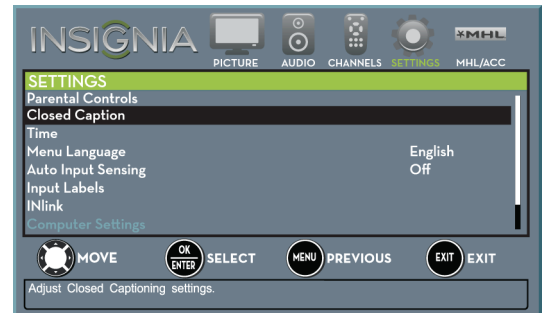 INSIGNIA
MHL
PICTURE AUDIO CHANNELS SETTINGS MHL/ACC
SETTINGS
Parental Controls
Closed Caption
Time
Menu Language English
Auto Input Sensing Off
Input Labels
INlink
Computer Settings
MOVE OK ENTER SELECT MENU PREVIOUS EXIT EXIT
Adjust Closed Captioning settings.